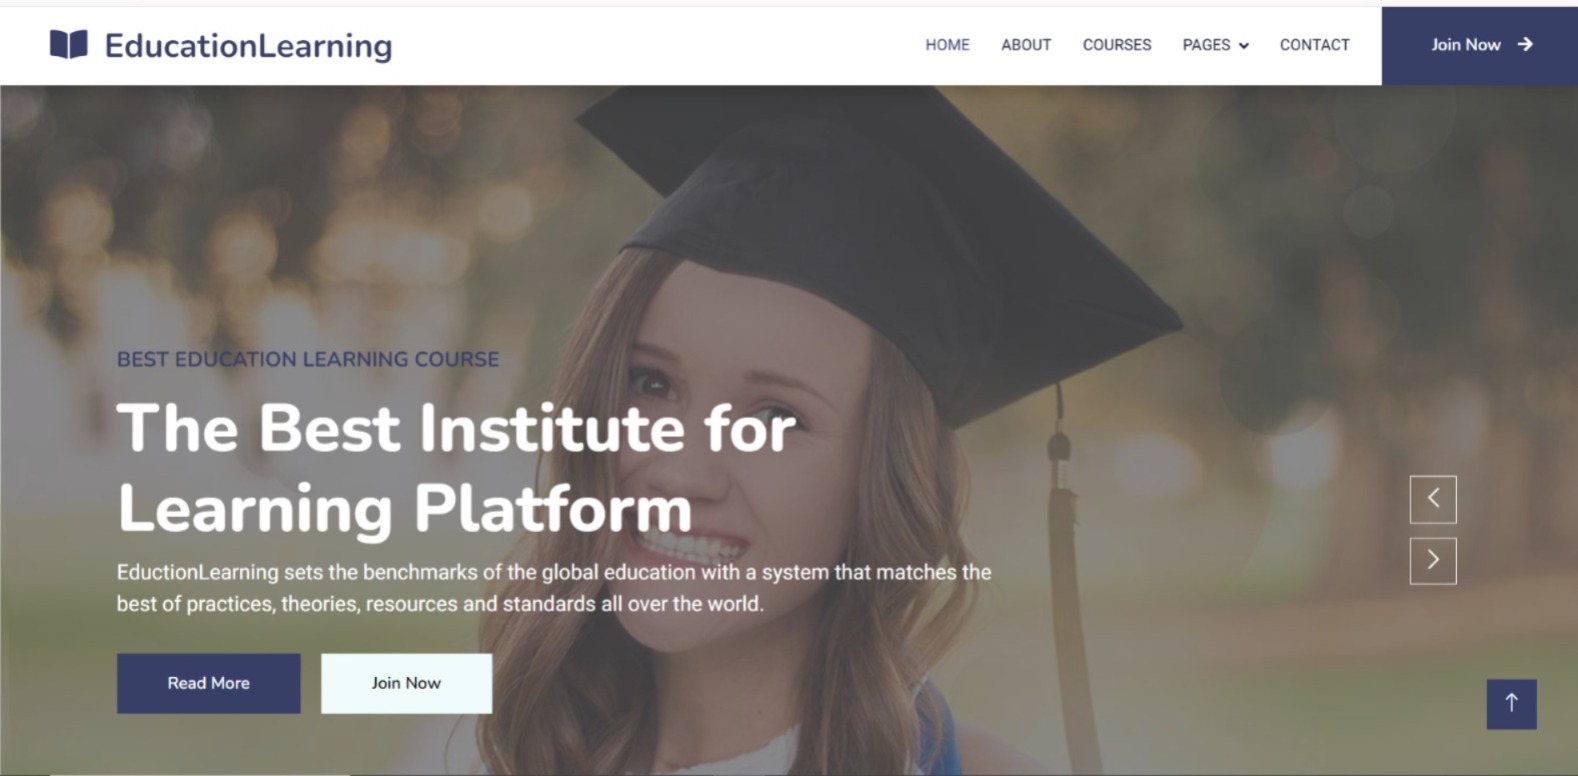 EducationLearning
HOME
ABOUT
COURSES
PAGES
CONTACT
Join Now
BEST EDUCATION LEARNING COURSE
The Best Institute for
Learning Platform
EductionLearning sets the benchmarks of the global education with a system that matches the
best of practices, theories, resources and standards all over the world.
Read More
Join Now